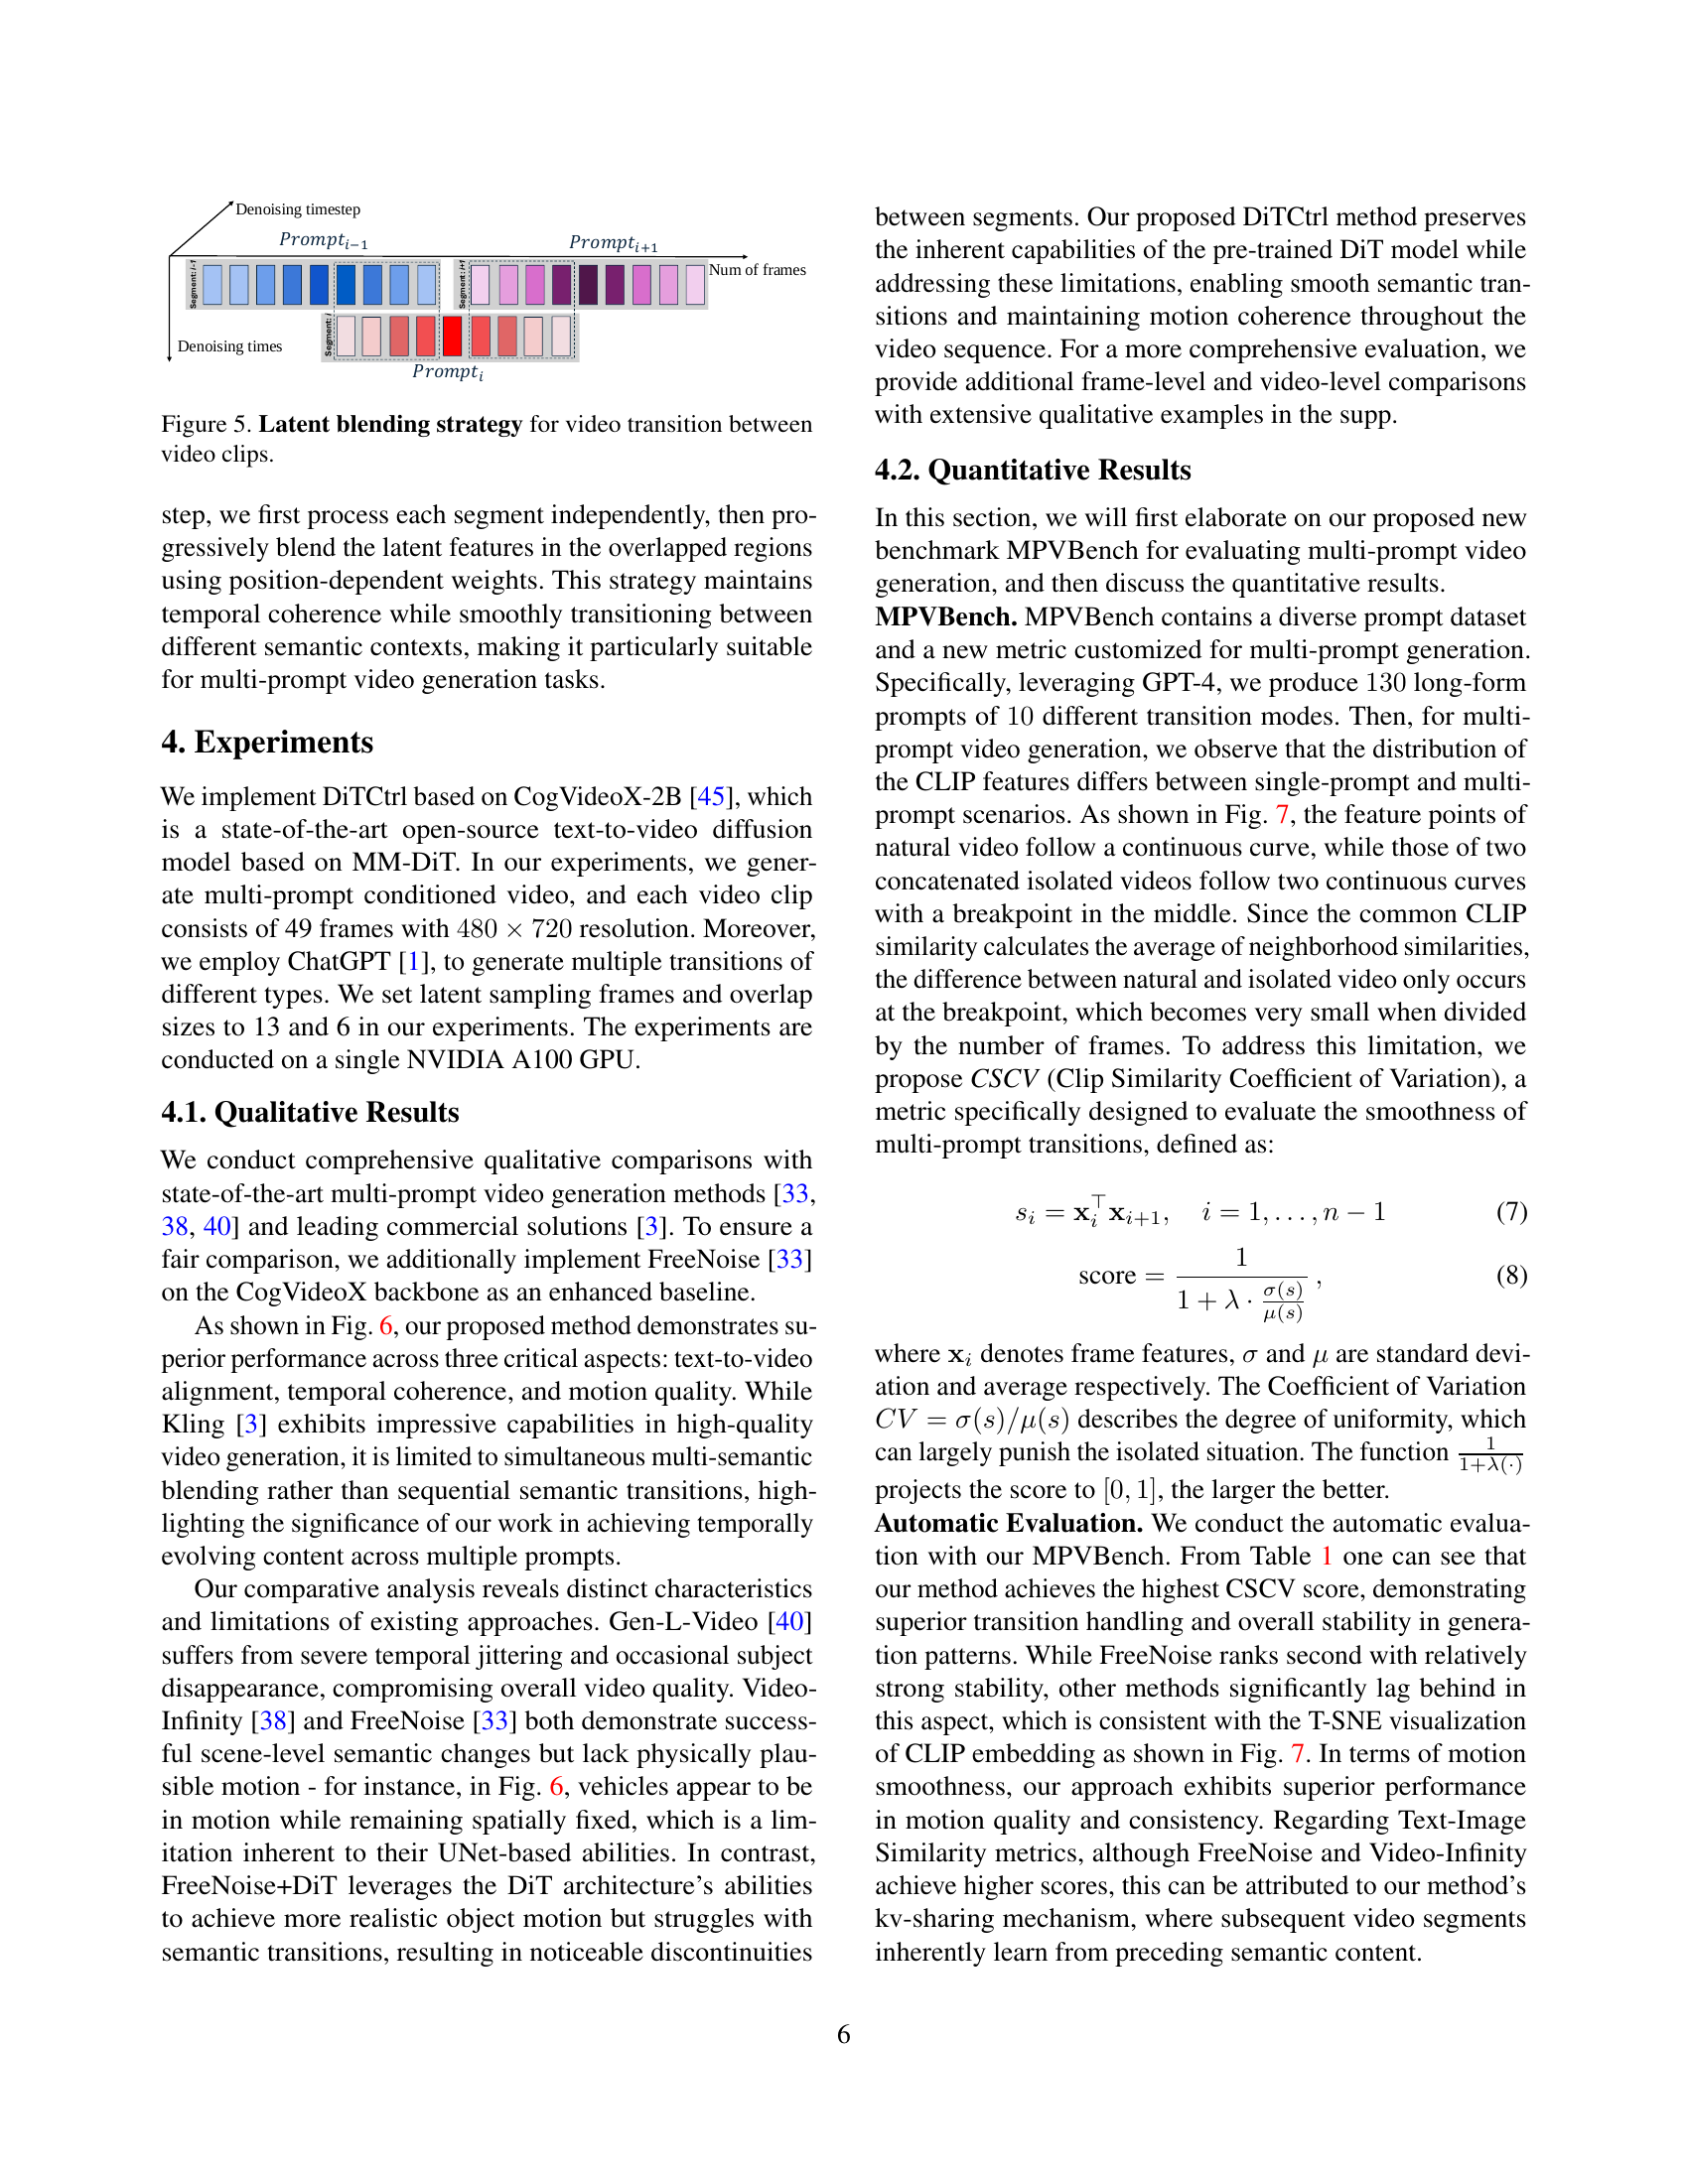 Denoising timestep
Prompt_{i−1}
Prompt_{i+1}
Num of frames
Segment: i-1
Segment: i+1
Segment: i
Denoising times
Prompt_i
Figure 5. Latent blending strategy for video transition between
video clips.
step, we first process each segment independently, then pro-
gressively blend the latent features in the overlapped regions
using position-dependent weights. This strategy maintains
temporal coherence while smoothly transitioning between
different semantic contexts, making it particularly suitable
for multi-prompt video generation tasks.
4. Experiments
We implement DiTCtrl based on CogVideoX-2B [45], which
is a state-of-the-art open-source text-to-video diffusion
model based on MM-DiT. In our experiments, we gener-
ate multi-prompt conditioned video, and each video clip
consists of 49 frames with 480 × 720 resolution. Moreover,
we employ ChatGPT [1], to generate multiple transitions of
different types. We set latent sampling frames and overlap
sizes to 13 and 6 in our experiments. The experiments are
conducted on a single NVIDIA A100 GPU.
4.1. Qualitative Results
We conduct comprehensive qualitative comparisons with
state-of-the-art multi-prompt video generation methods [33,
38, 40] and leading commercial solutions [3]. To ensure a
fair comparison, we additionally implement FreeNoise [33]
on the CogVideoX backbone as an enhanced baseline.
As shown in Fig. 6, our proposed method demonstrates su-
perior performance across three critical aspects: text-to-video
alignment, temporal coherence, and motion quality. While
Kling [3] exhibits impressive capabilities in high-quality
video generation, it is limited to simultaneous multi-semantic
blending rather than sequential semantic transitions, high-
lighting the significance of our work in achieving temporally
evolving content across multiple prompts.
Our comparative analysis reveals distinct characteristics
and limitations of existing approaches. Gen-L-Video [40]
suffers from severe temporal jittering and occasional subject
disappearance, compromising overall video quality. Video-
Infinity [38] and FreeNoise [33] both demonstrate success-
ful scene-level semantic changes but lack physically plau-
sible motion - for instance, in Fig. 6, vehicles appear to be
in motion while remaining spatially fixed, which is a lim-
itation inherent to their UNet-based abilities. In contrast,
FreeNoise+DiT leverages the DiT architecture's abilities
to achieve more realistic object motion but struggles with
semantic transitions, resulting in noticeable discontinuities
between segments. Our proposed DiTCtrl method preserves
the inherent capabilities of the pre-trained DiT model while
addressing these limitations, enabling smooth semantic tran-
sitions and maintaining motion coherence throughout the
video sequence. For a more comprehensive evaluation, we
provide additional frame-level and video-level comparisons
with extensive qualitative examples in the supp.
4.2. Quantitative Results
In this section, we will first elaborate on our proposed new
benchmark MPVBench for evaluating multi-prompt video
generation, and then discuss the quantitative results.
MPVBench. MPVBench contains a diverse prompt dataset
and a new metric customized for multi-prompt generation.
Specifically, leveraging GPT-4, we produce 130 long-form
prompts of 10 different transition modes. Then, for multi-
prompt video generation, we observe that the distribution of
the CLIP features differs between single-prompt and multi-
prompt scenarios. As shown in Fig. 7, the feature points of
natural video follow a continuous curve, while those of two
concatenated isolated videos follow two continuous curves
with a breakpoint in the middle. Since the common CLIP
similarity calculates the average of neighborhood similarities,
the difference between natural and isolated video only occurs
at the breakpoint, which becomes very small when divided
by the number of frames. To address this limitation, we
propose CSCV (Clip Similarity Coefficient of Variation), a
metric specifically designed to evaluate the smoothness of
multi-prompt transitions, defined as:
s_i = x_i^⊤ x_{i+1}, i = 1, . . . , n − 1 (7)
score = 1 / (1 + λ · σ(s)/μ(s)) , (8)
where x_i denotes frame features, σ and μ are standard devi-
ation and average respectively. The Coefficient of Variation
CV = σ(s)/μ(s) describes the degree of uniformity, which
can largely punish the isolated situation. The function 1/(1+λ(·))
projects the score to [0, 1], the larger the better.
Automatic Evaluation. We conduct the automatic evalua-
tion with our MPVBench. From Table 1 one can see that
our method achieves the highest CSCV score, demonstrating
superior transition handling and overall stability in genera-
tion patterns. While FreeNoise ranks second with relatively
strong stability, other methods significantly lag behind in
this aspect, which is consistent with the T-SNE visualization
of CLIP embedding as shown in Fig. 7. In terms of motion
smoothness, our approach exhibits superior performance
in motion quality and consistency. Regarding Text-Image
Similarity metrics, although FreeNoise and Video-Infinity
achieve higher scores, this can be attributed to our method's
kv-sharing mechanism, where subsequent video segments
inherently learn from preceding semantic content.
6